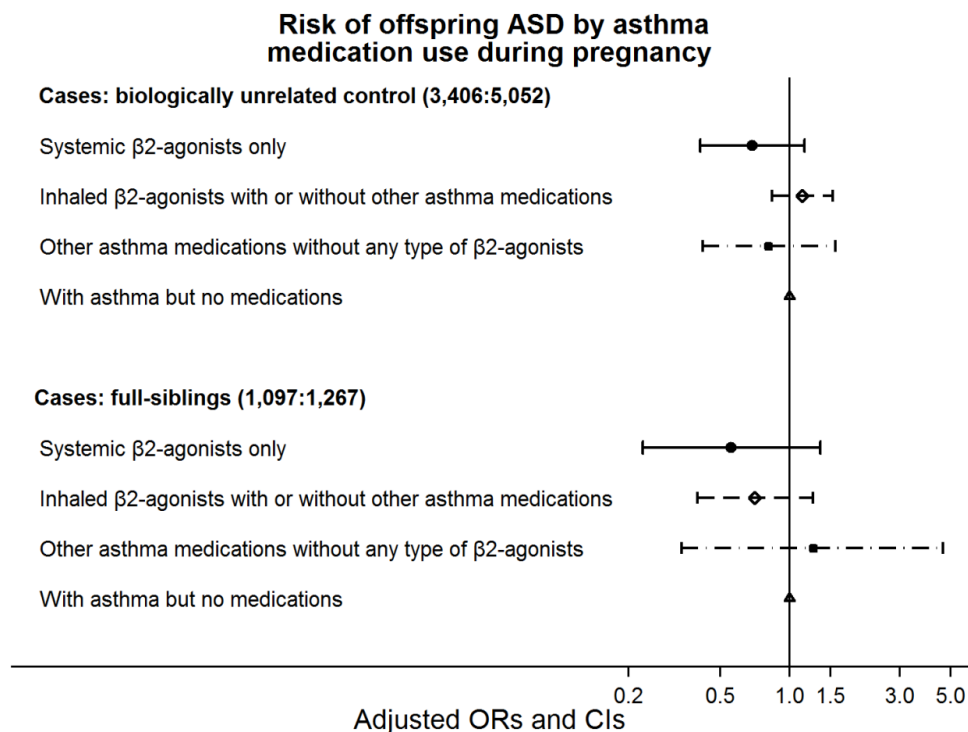 Risk of offspring ASD by asthma
medication use during pregnancy
Cases: biologically unrelated control (3,406:5,052)
Systemic β2-agonists only
Inhaled β2-agonists with or without other asthma medications
Other asthma medications without any type of β2-agonists
With asthma but no medications
Cases: full-siblings (1,097:1,267)
Systemic β2-agonists only
Inhaled β2-agonists with or without other asthma medications
Other asthma medications without any type of β2-agonists
With asthma but no medications
0.2 0.5 1.0 1.5 3.0 5.0
Adjusted ORs and CIs